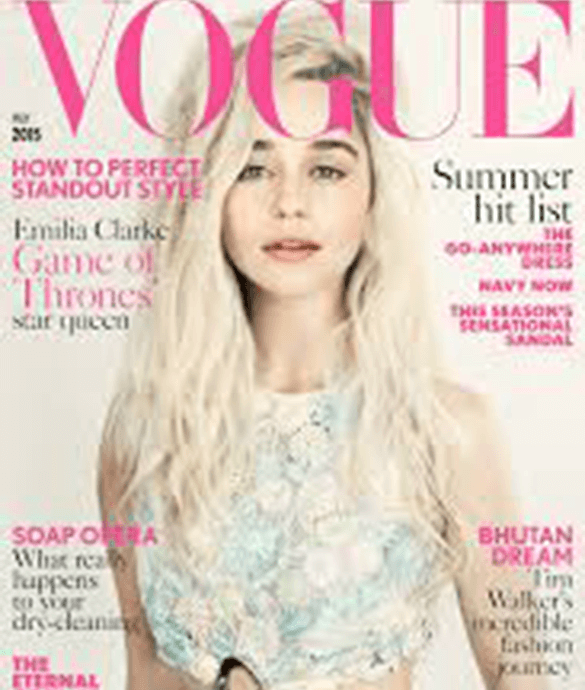 VOGUE
2015
HOW TO PERFECT
STANDOUT STYLE
Emilia Clarke
Game of
Thrones'
star queen
Summer
hit list
THE
GO-ANYWHERE
DRESS
NAVY NOW
THIS SEASON'S
SENSATIONAL
SANDAL
SOAP OPERA
What really
happens
to your
dry-cleaning
BHUTAN
DREAM
Tim
Walker's
incredible
fashion
journey
THE
ETERNAL